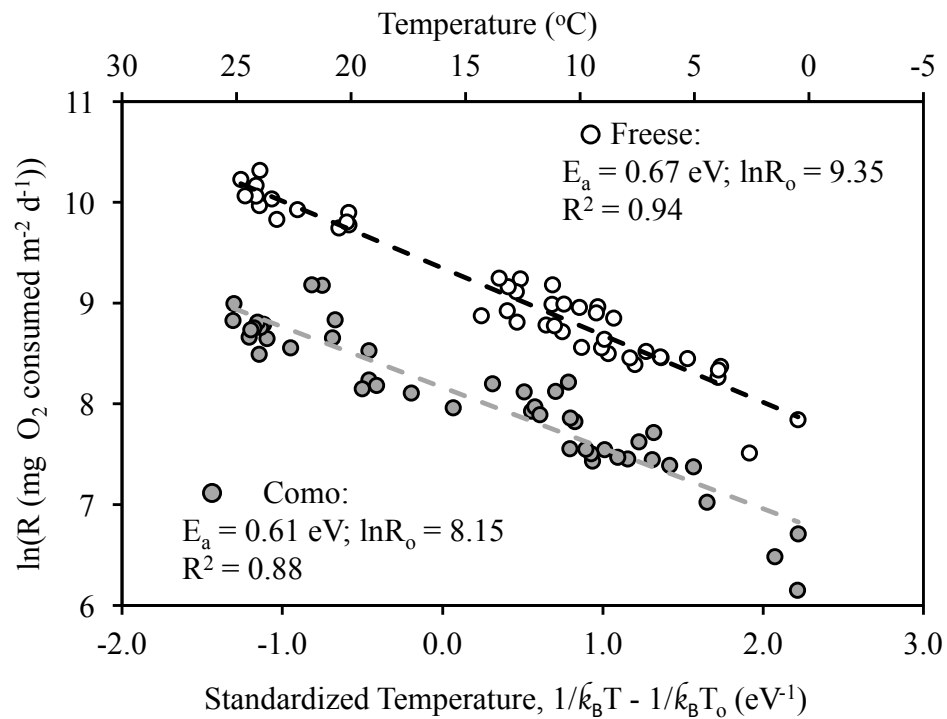 Temperature (°C)
30 25 20 15 10 5 0 -5
11
10
9
8
7
6
ln(R (mg O₂ consumed m⁻² d⁻¹))
Freese:
Eₐ = 0.67 eV; lnRₒ = 9.35
R² = 0.94
Como:
Eₐ = 0.61 eV; lnRₒ = 8.15
R² = 0.88
-2.0 -1.0 0.0 1.0 2.0 3.0
Standardized Temperature, 1/k_BT - 1/k_BTₒ (eV⁻¹)